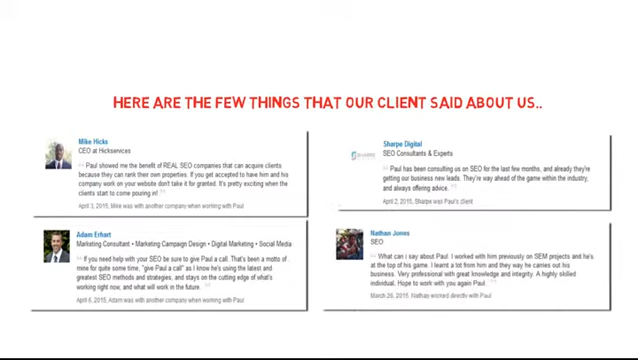 HERE ARE THE FEW THINGS THAT OUR CLIENT SAID ABOUT US..
Mike Hicks
CEO at Hickservices
Paul showed me the benefit of REAL SEO companies that can acquire clients
because they can rank their own properties. If you get accepted to have him and his
company work on your website don't take it for granted. It's pretty exciting when the
clients start to come pouring in!
April 3, 2015, Mike was with another company when working with Paul
Adam Erhart
Marketing Consultant • Marketing Campaign Design • Digital Marketing • Social Media
If you need help with your SEO be sure to give Paul a call. That's been a motto of
mine for quite some time, "give Paul a call" as I know he's using the latest and
greatest SEO methods and strategies, and stays on the cutting edge of what's
working right now, and what will work in the future.
April 6, 2015, Adam was with another company when working with Paul
Sharpe Digital
SEO Consultants & Experts
Paul has been consulting us on SEO for the last few months, and already they're
getting our business new leads. They're way ahead of the game within the industry,
and always offering advice.
April 2, 2015, Sharpe was Paul's client
Nathan Jones
SEO
What can i say about Paul. I worked with him previously on SEM projects and he's
at the top of his game. I learnt a lot from him and they way he carries out his
business. Very professional with great knowledge and integrity. A highly skilled
individual. Hope to work with you again Paul.
March 26, 2015, Nathan worked directly with Paul